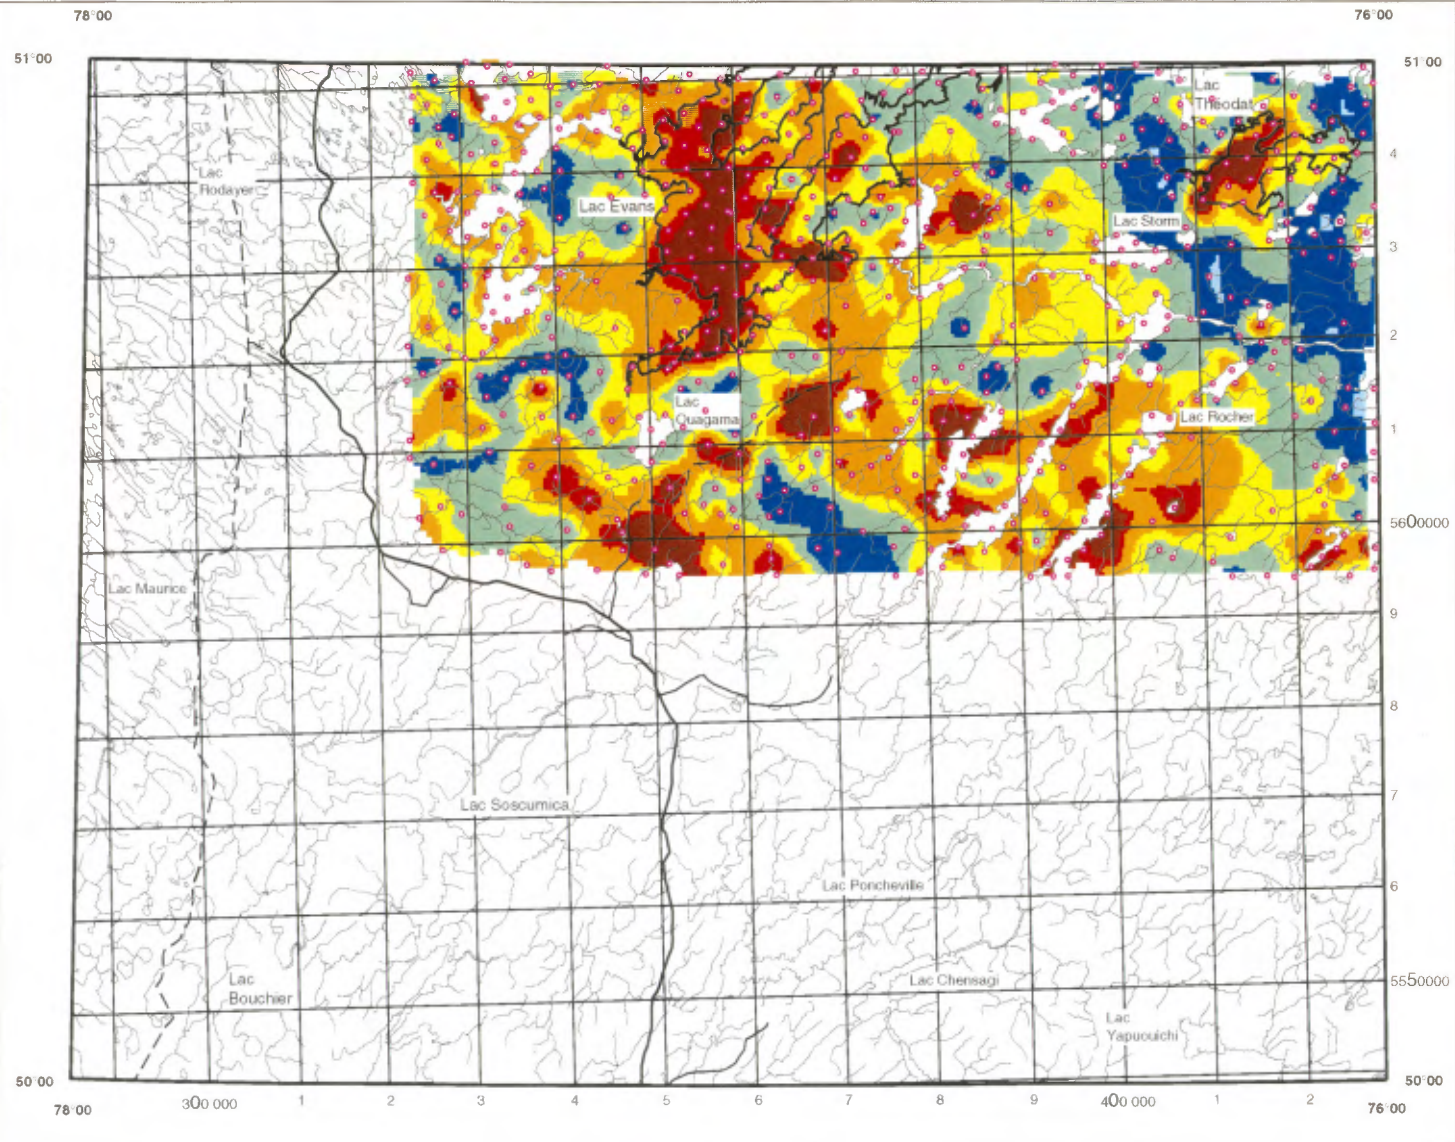 78°00
76°00
51°00
51°00
Lac
Théodat
4
Lac
Rodayer
Lac Evans
Lac Storm
3
2
Lac
Ouagama
Lac Rocher
1
5600000
Lac Maurice
9
8
Lac Soscumica
7
Lac Poncheville
6
Lac
Bouchier
Lac Chensagi
5550000
Lac
Yapuouichi
50°00
50°00
78°00
300 000
1
2
3
4
5
6
7
8
9
400 000
1
2
76°00